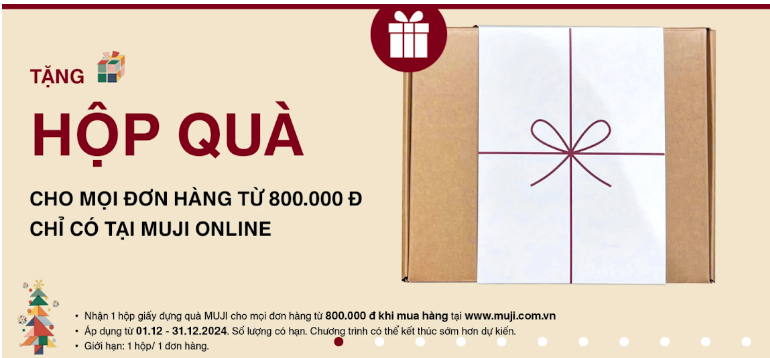 TẶNG
HỘP QUÀ
CHO MỌI ĐƠN HÀNG TỪ 800.000 Đ
CHỈ CÓ TẠI MUJI ONLINE
• Nhận 1 hộp giấy dựng quà MUJI cho mọi đơn hàng từ 800.000 đ khi mua hàng tại www.muji.com.vn
• Áp dụng từ 01.12 - 31.12.2024. Số lượng có hạn. Chương trình có thể kết thúc sớm hơn dự kiến.
• Giới hạn: 1 hộp/ 1 đơn hàng.